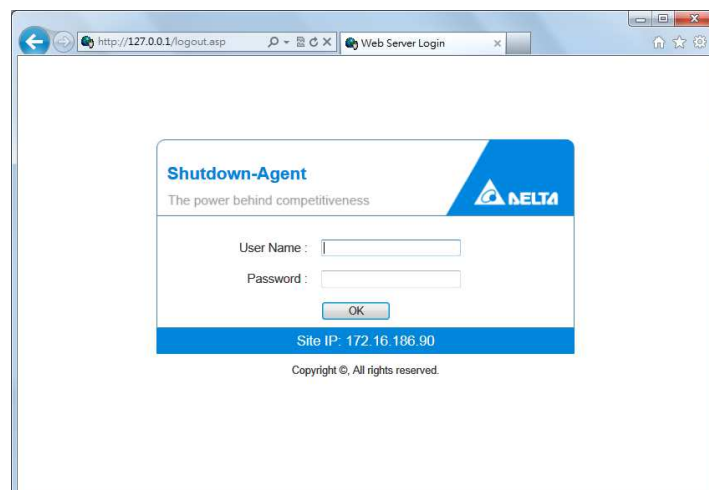 http://127.0.0.1/logout.asp
Web Server Login
Shutdown-Agent
The power behind competitiveness
DELTA
User Name :
Password :
OK
Site IP: 172.16.186.90
Copyright ©, All rights reserved.